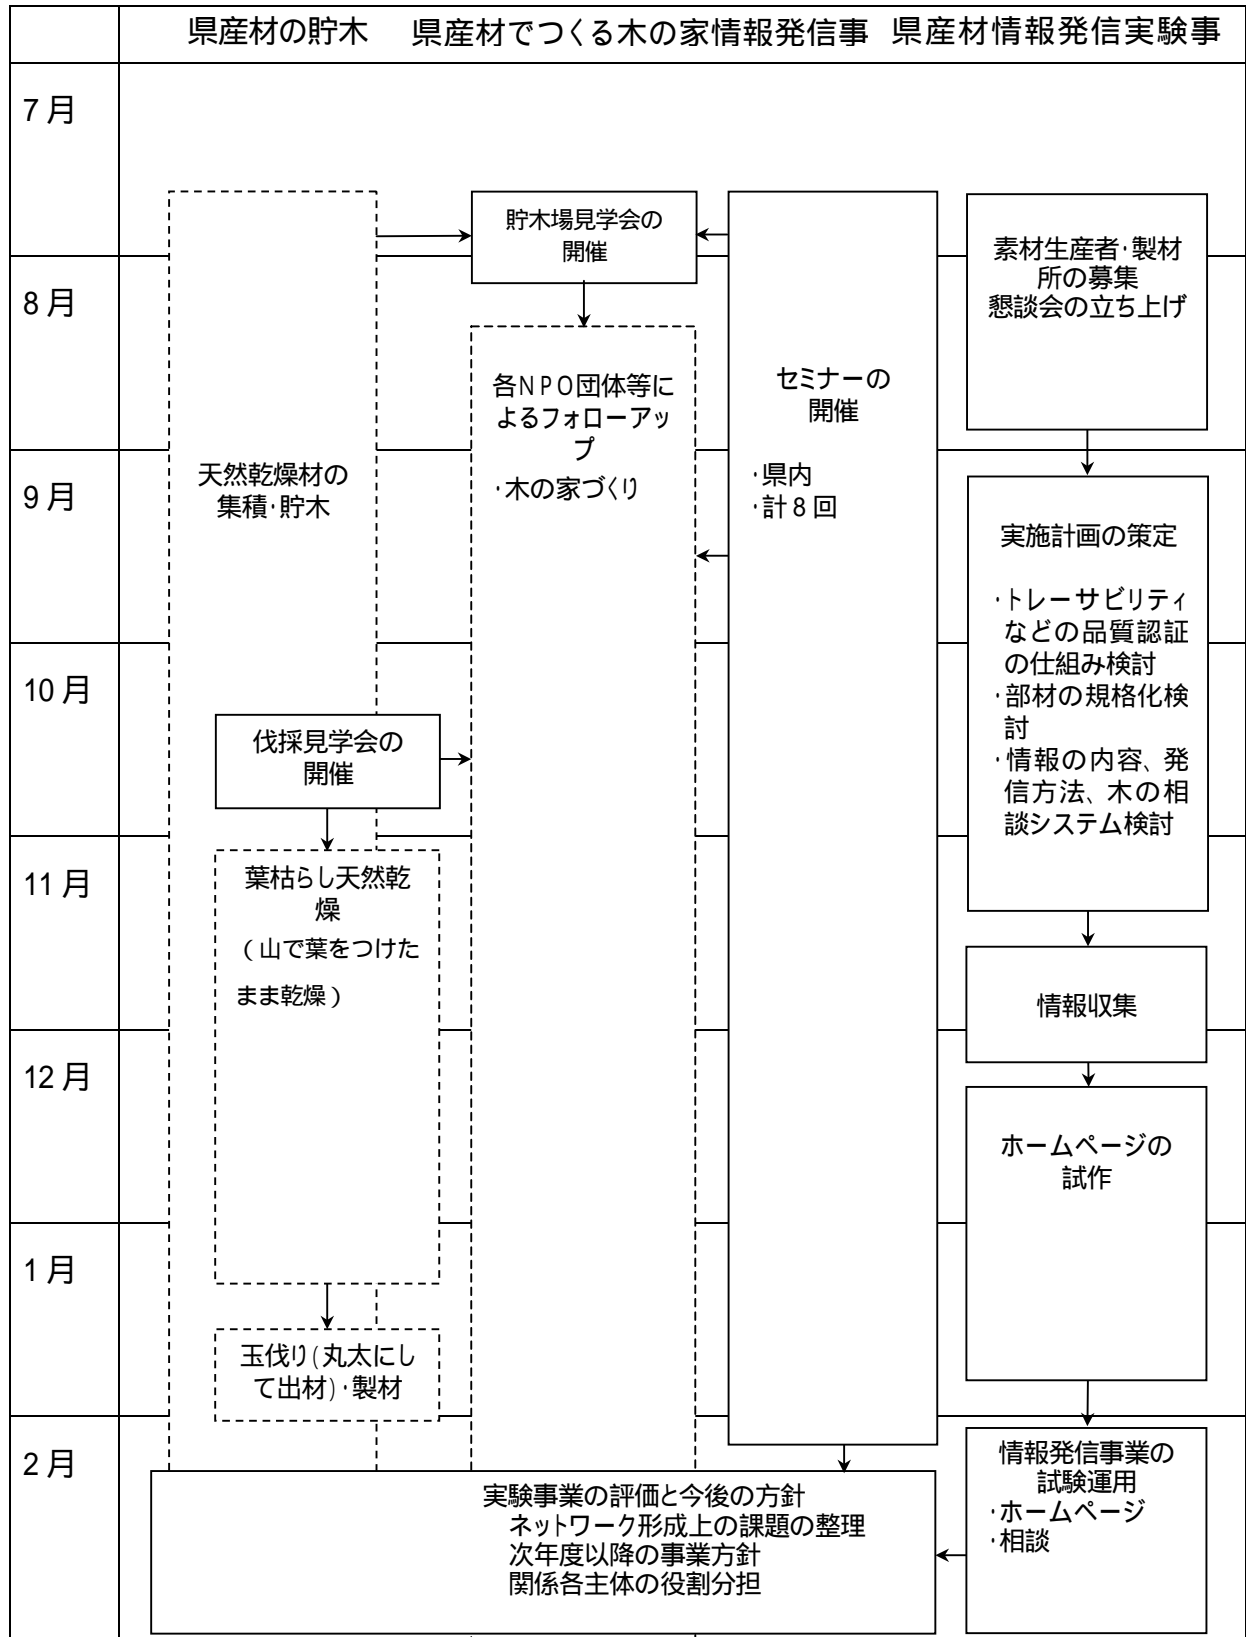 県産材の貯木
県産材でつくる木の家情報発信事
県産材情報発信実験事
7月
8月
9月
10月
11月
12月
1月
2月
天然乾燥材の
集積・貯木
伐採見学会の
開催
葉枯らし天然乾
燥
（山で葉をつけた
まま乾燥）
玉伐り(丸太にし
て出材)・製材
貯木場見学会の
開催
各NPO団体等に
よるフォローアッ
プ
・木の家づくり
セミナーの
開催
・県内
・計8回
素材生産者・製材
所の募集
懇談会の立ち上げ
実施計画の策定
・トレーサビリティ
などの品質認証
の仕組み検討
・部材の規格化検
討
・情報の内容、発
信方法、木の相
談システム検討
情報収集
ホームページの
試作
情報発信事業の
試験運用
・ホームページ
・相談
実験事業の評価と今後の方針
ネットワーク形成上の課題の整理
次年度以降の事業方針
関係各主体の役割分担